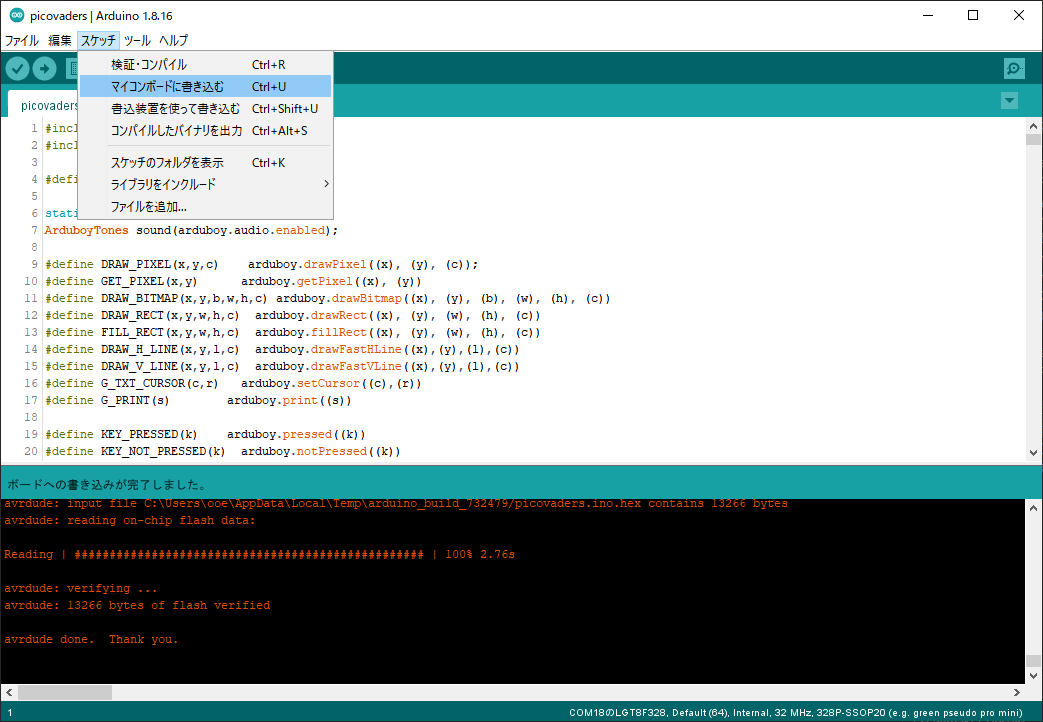 picovaders | Arduino 1.8.16
ファイル 編集 スケッチ ツール ヘルプ
検証・コンパイル Ctrl+R
マイコンボードに書き込む Ctrl+U
書込装置を使って書き込む Ctrl+Shift+U
コンパイルしたバイナリを出力 Ctrl+Alt+S
スケッチのフォルダを表示 Ctrl+K
ライブラリをインクルード
ファイルを追加...
picovaders
1 #incl
2 #incl
3
4 #defi
5
6 stati
7 ArduboyTones sound(arduboy.audio.enabled);
8
9 #define DRAW_PIXEL(x,y,c) arduboy.drawPixel((x), (y), (c));
10 #define GET_PIXEL(x,y) arduboy.getPixel((x), (y))
11 #define DRAW_BITMAP(x,y,b,w,h,c) arduboy.drawBitmap((x), (y), (b), (w), (h), (c))
12 #define DRAW_RECT(x,y,w,h,c) arduboy.drawRect((x), (y), (w), (h), (c))
13 #define FILL_RECT(x,y,w,h,c) arduboy.fillRect((x), (y), (w), (h), (c))
14 #define DRAW_H_LINE(x,y,l,c) arduboy.drawFastHLine((x),(y),(l),(c))
15 #define DRAW_V_LINE(x,y,l,c) arduboy.drawFastVLine((x),(y),(l),(c))
16 #define G_TXT_CURSOR(c,r) arduboy.setCursor((c),(r))
17 #define G_PRINT(s) arduboy.print((s))
18
19 #define KEY_PRESSED(k) arduboy.pressed((k))
20 #define KEY_NOT_PRESSED(k) arduboy.notPressed((k))
ボードへの書き込みが完了しました。
avrdude: input file C:\Users\ooe\AppData\Local\Temp\arduino_build_732479/picovaders.ino.hex contains 13266 bytes
avrdude: reading on-chip flash data:
Reading | ################################################## | 100% 2.76s
avrdude: verifying ...
avrdude: 13266 bytes of flash verified
avrdude done.  Thank you.
1 COM18のLGT8F328, Default (64), Internal, 32 MHz, 328P-SSOP20 (e.g. green pseudo pro mini)